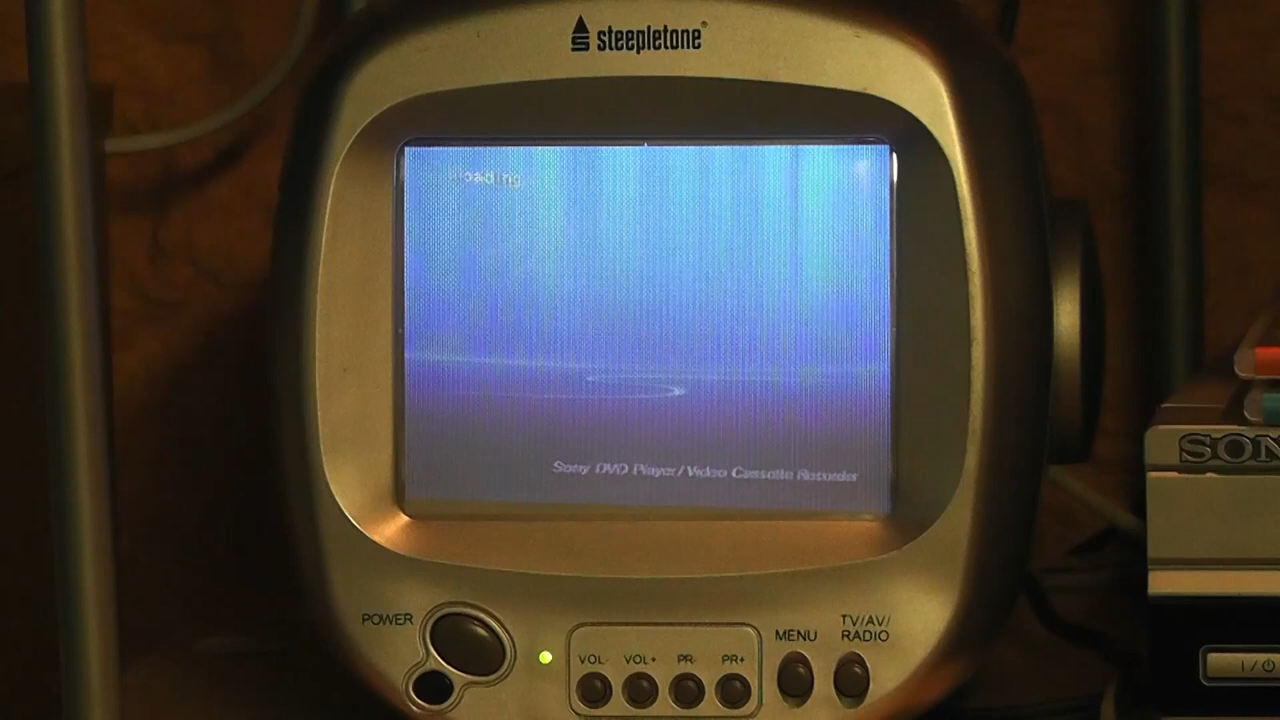 steepletone®
Loading
Sony DVD Player / Video Cassette Recorder
SON
POWER
VOL-
VOL+
PR-
PR+
MENU
TV/AV/
RADIO
I/⏻